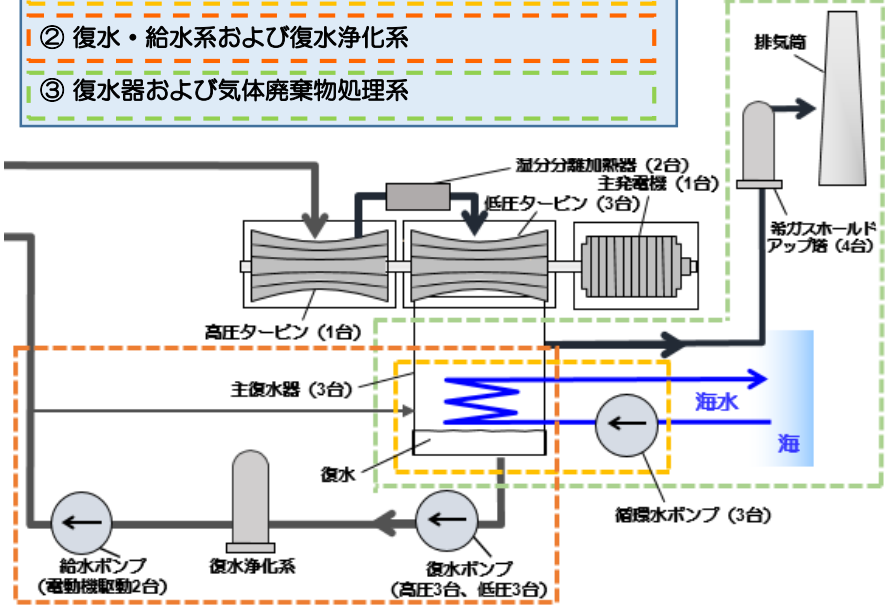 ② 復水・給水系および復水浄化系
③ 復水器および気体廃棄物処理系
排気筒
湿分分離加熱器(2台)
主発電機(1台)
低圧タービン(3台)
希ガスホールド
アップ塔(4台)
高圧タービン(1台)
主復水器(3台)
海水
海
復水
循環水ポンプ(3台)
給水ポンプ
(電動機駆動2台)
復水浄化系
復水ポンプ
(高圧3台、低圧3台)